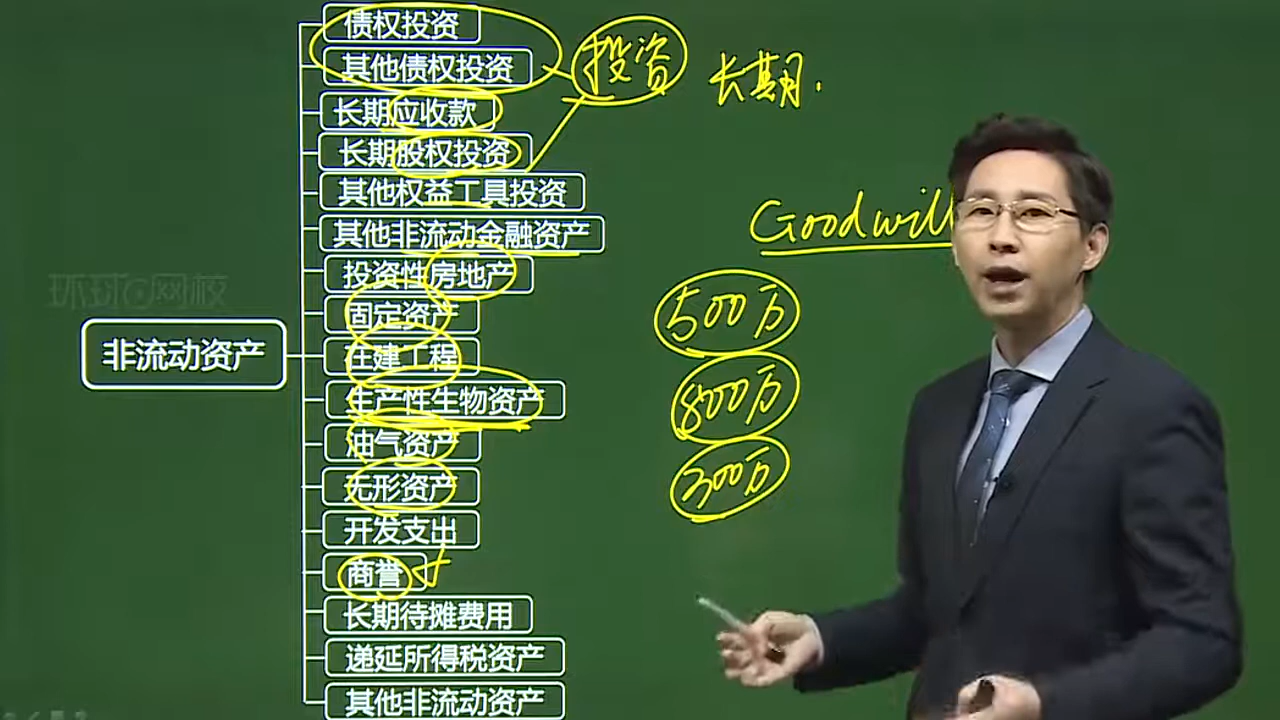 债权投资
其他债权投资
投资
长期.
长期应收款
长期股权投资
其他权益工具投资
Goodwill
其他非流动金融资产
投资性房地产
环球网校
500万
固定资产
非流动资产
在建工程
800万
生产性生物资产
油气资产
300万
无形资产
开发支出
商誉
长期待摊费用
递延所得税资产
其他非流动资产